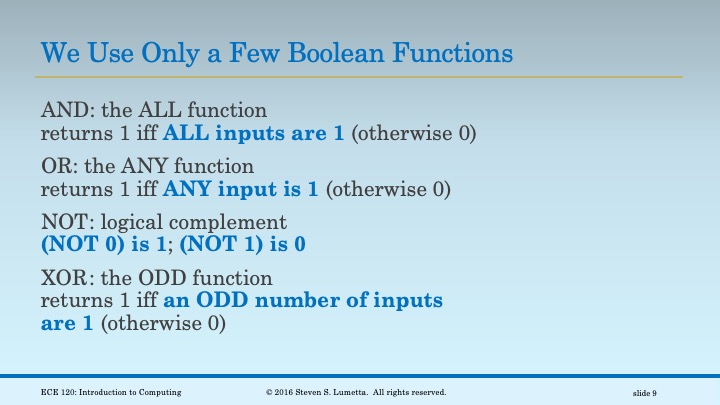 We Use Only a Few Boolean Functions
AND: the ALL function
returns 1 iff ALL inputs are 1 (otherwise 0)
OR: the ANY function
returns 1 iff ANY input is 1 (otherwise 0)
NOT: logical complement
(NOT 0) is 1; (NOT 1) is 0
XOR: the ODD function
returns 1 iff an ODD number of inputs
are 1 (otherwise 0)
ECE 120: Introduction to Computing
© 2016 Steven S. Lumetta. All rights reserved.
slide 9